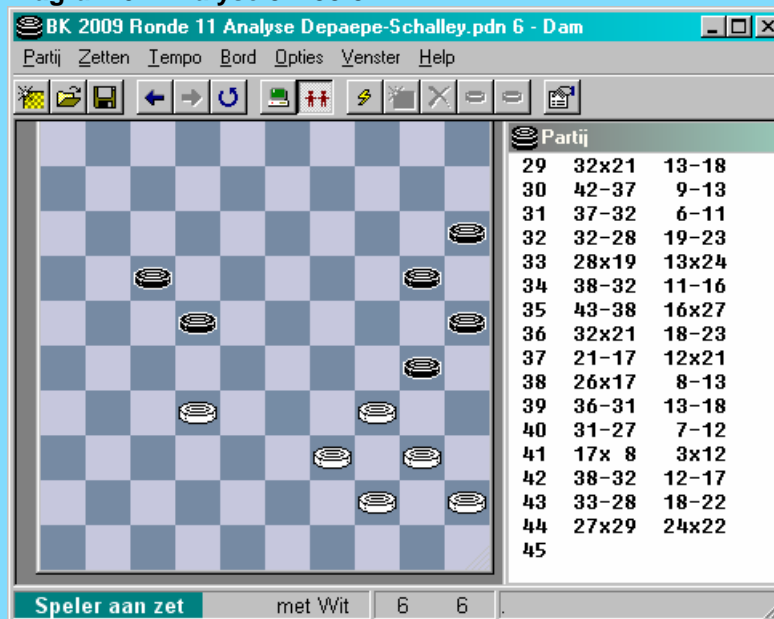 BK 2009 Ronde 11 Analyse Depaepe-Schalley.pdn 6 - Dam
Partij Zetten Tempo Bord Opties Venster Help
Partij
29 32x21 13-18
30 42-37 9-13
31 37-32 6-11
32 32-28 19-23
33 28x19 13x24
34 38-32 11-16
35 43-38 16x27
36 32x21 18-23
37 21-17 12x21
38 26x17 8-13
39 36-31 13-18
40 31-27 7-12
41 17x 8 3x12
42 38-32 12-17
43 33-28 18-22
44 27x29 24x22
45
Speler aan zet met Wit 6 6 .